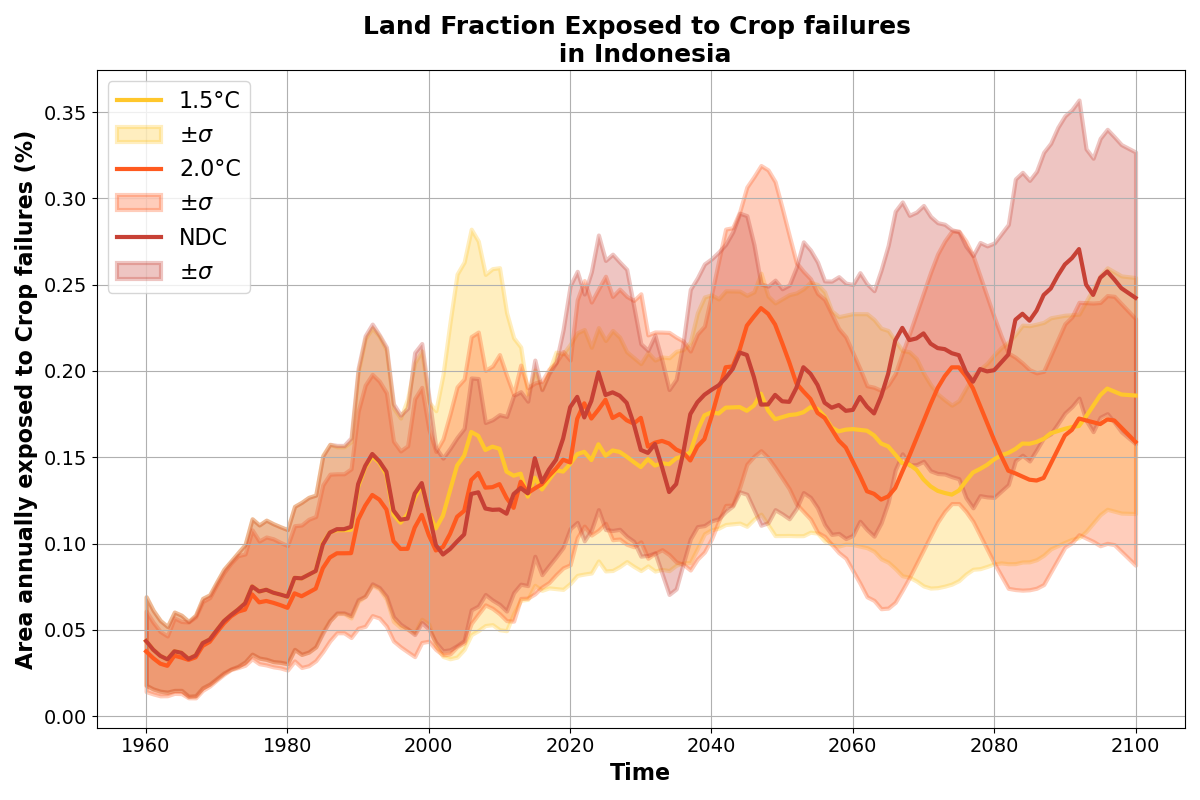 Land Fraction Exposed to Crop failures
in Indonesia
Area annually exposed to Crop failures (%)
0.35
0.30
0.25
0.20
0.15
0.10
0.05
0.00
1.5°C
±σ
2.0°C
±σ
NDC
±σ
1960 1980 2000 2020 2040 2060 2080 2100
Time